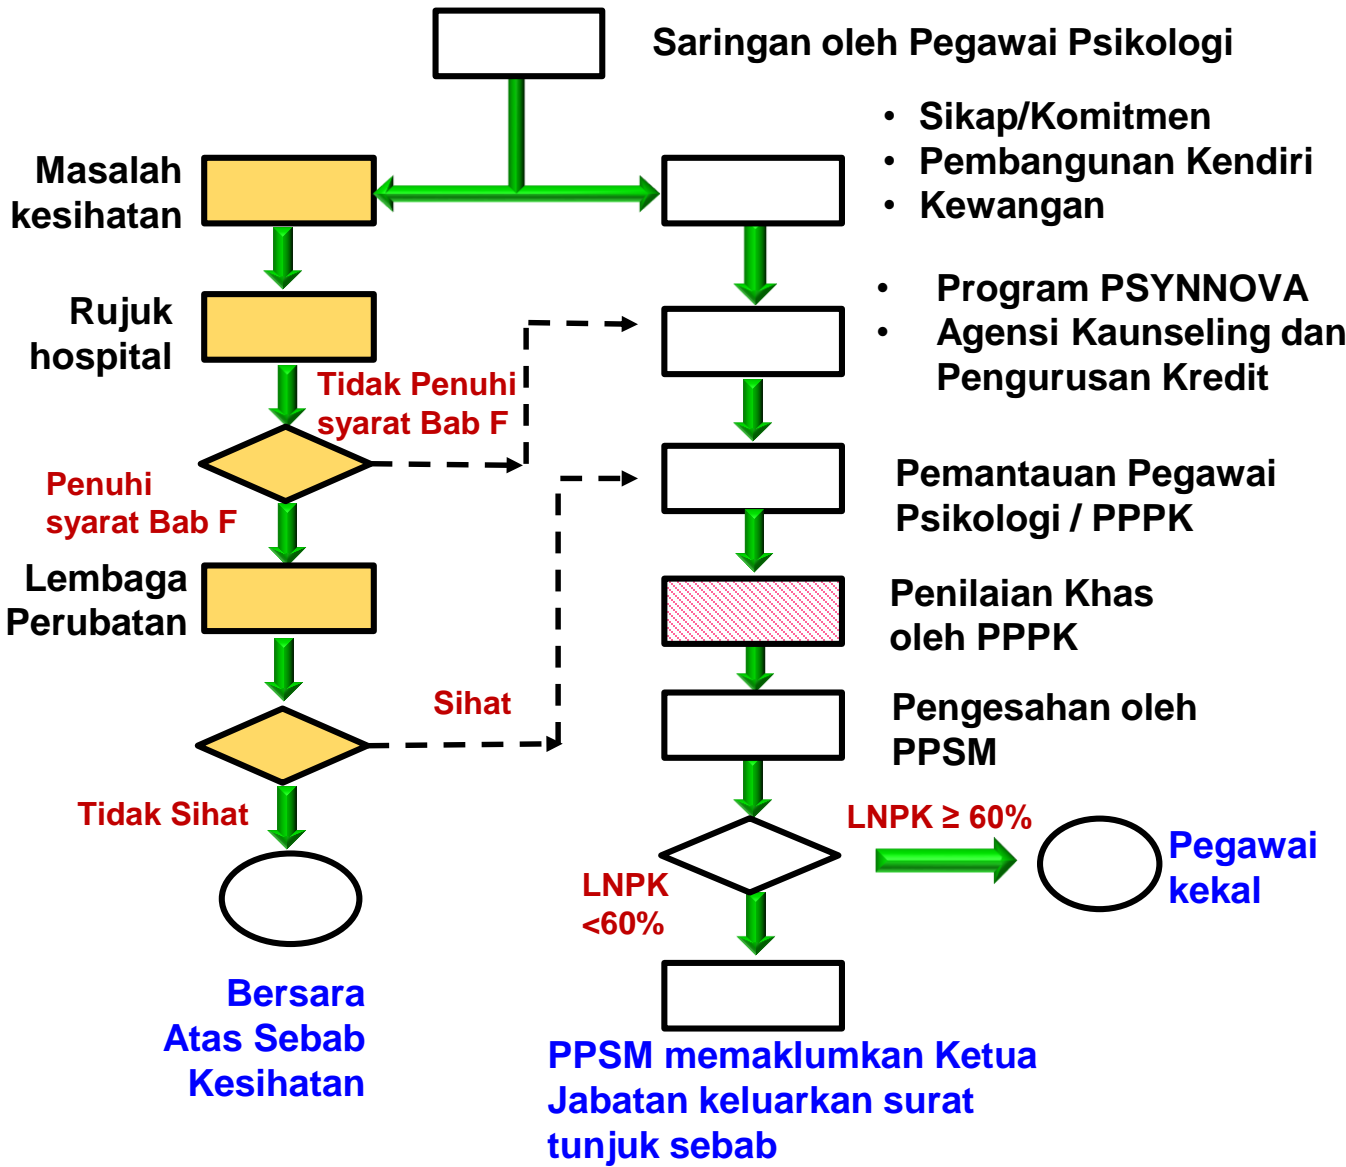 Saringan oleh Pegawai Psikologi
• Sikap/Komitmen
• Pembangunan Kendiri
• Kewangan
Masalah
kesihatan
• Program PSYNNOVA
• Agensi Kaunseling dan
Pengurusan Kredit
Rujuk
hospital
Tidak Penuhi
syarat Bab F
Penuhi
syarat Bab F
Pemantauan Pegawai
Psikologi / PPPK
Lembaga
Perubatan
Penilaian Khas
oleh PPPK
Sihat
Pengesahan oleh
PPSM
Tidak Sihat
LNPK ≥ 60%
Pegawai
kekal
LNPK
<60%
Bersara
Atas Sebab
Kesihatan
PPSM memaklumkan Ketua
Jabatan keluarkan surat
tunjuk sebab